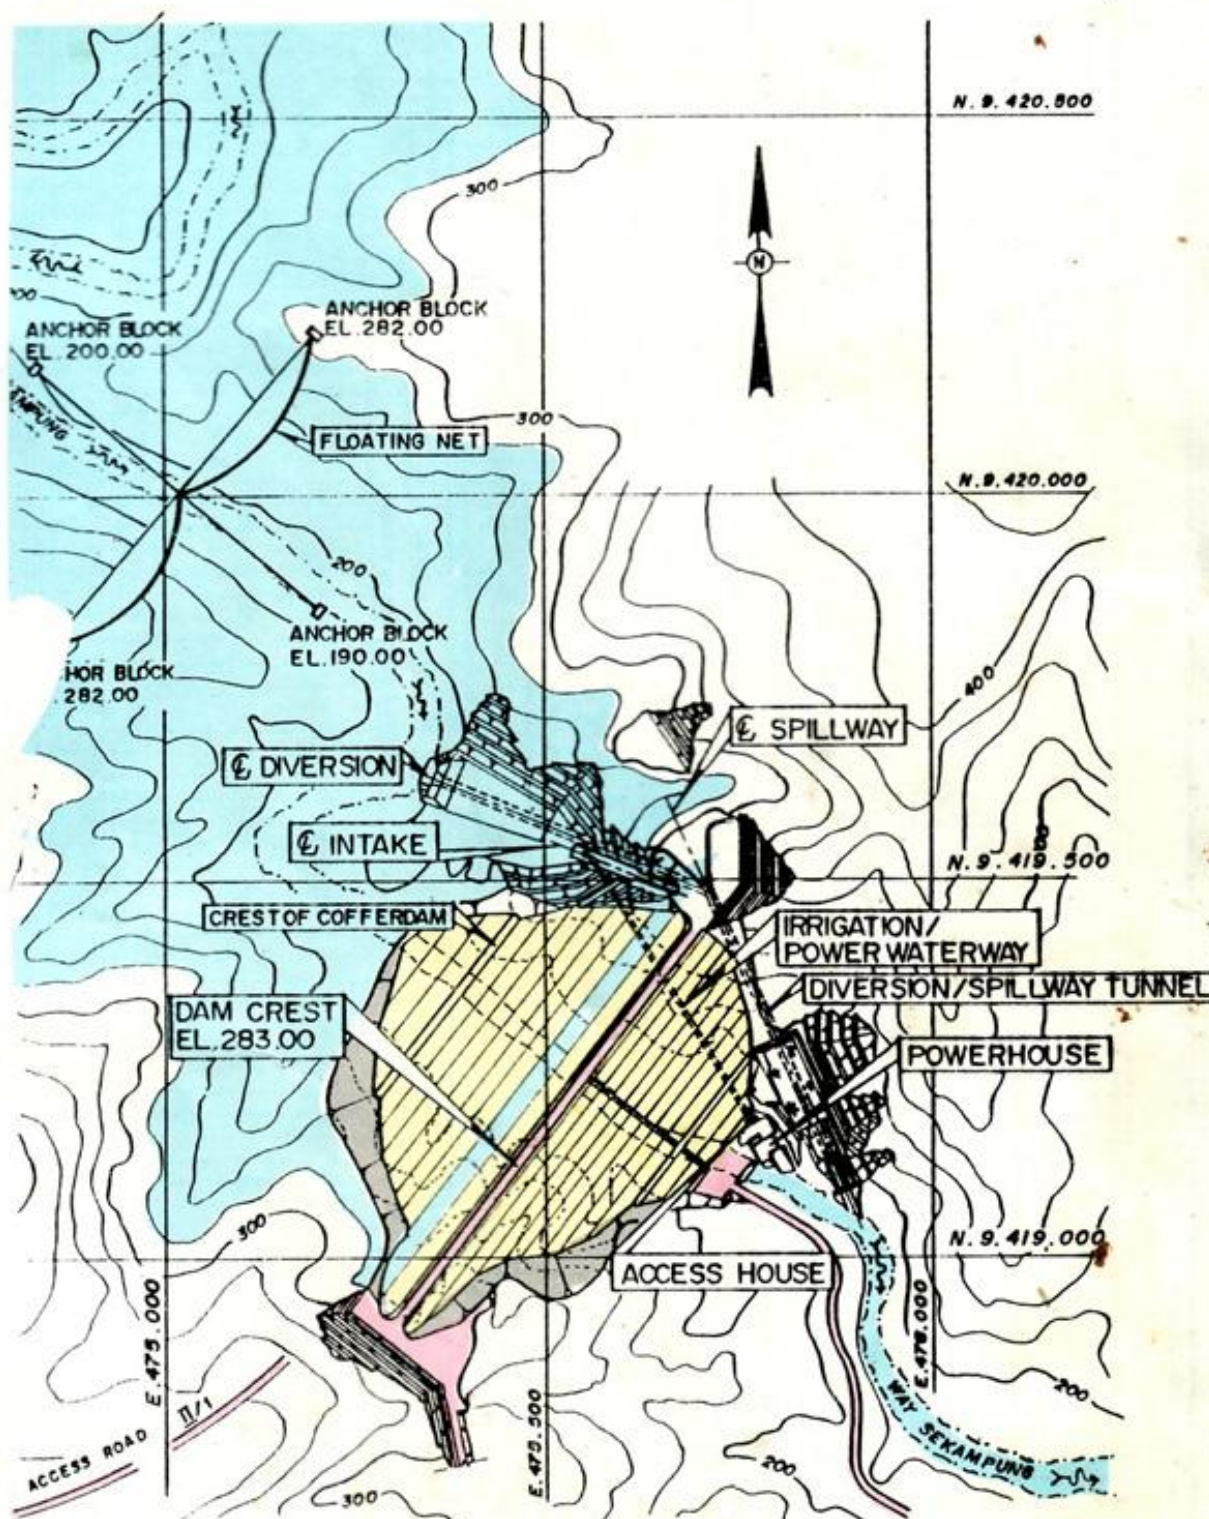 N. 9. 420. 500
300
ANCHOR BLOCK
EL. 282.00
ANCHOR BLOCK
EL. 200.00
FLOATING NET
300
N. 9. 420. 000
200
ANCHOR BLOCK
EL. 190.00
HOR BLOCK
282.00
400
℄ SPILLWAY
℄ DIVERSION
℄ INTAKE
N. 9. 419. 500
CREST OF COFFERDAM
IRRIGATION/
POWER WATERWAY
DIVERSION/SPILLWAY TUNNEL
DAM CREST
EL. 283.00
POWERHOUSE
300
N. 9. 419. 000
ACCESS HOUSE
E. 475. 000
E. 475. 500
E. 476. 000
200
WAY SEKAMPUNG
ACCESS ROAD II/1
300
200
N